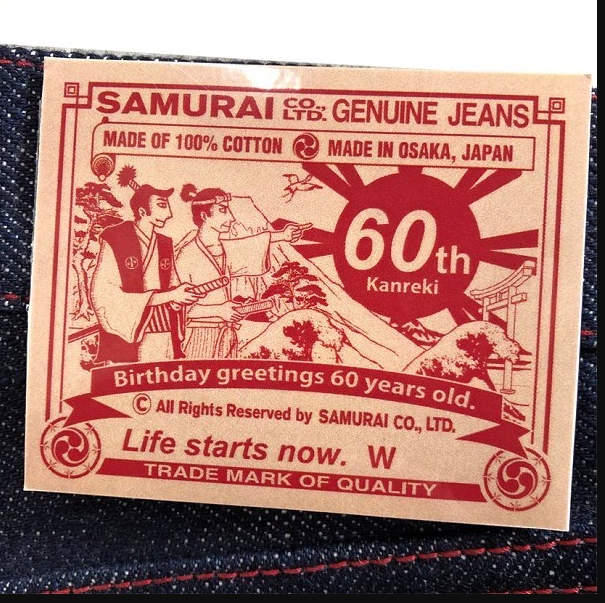 SAMURAI CO., LTD. GENUINE JEANS
MADE OF 100% COTTON MADE IN OSAKA, JAPAN
60th
Kanreki
Birthday greetings 60 years old.
© All Rights Reserved by SAMURAI CO., LTD.
Life starts now. W
TRADE MARK OF QUALITY